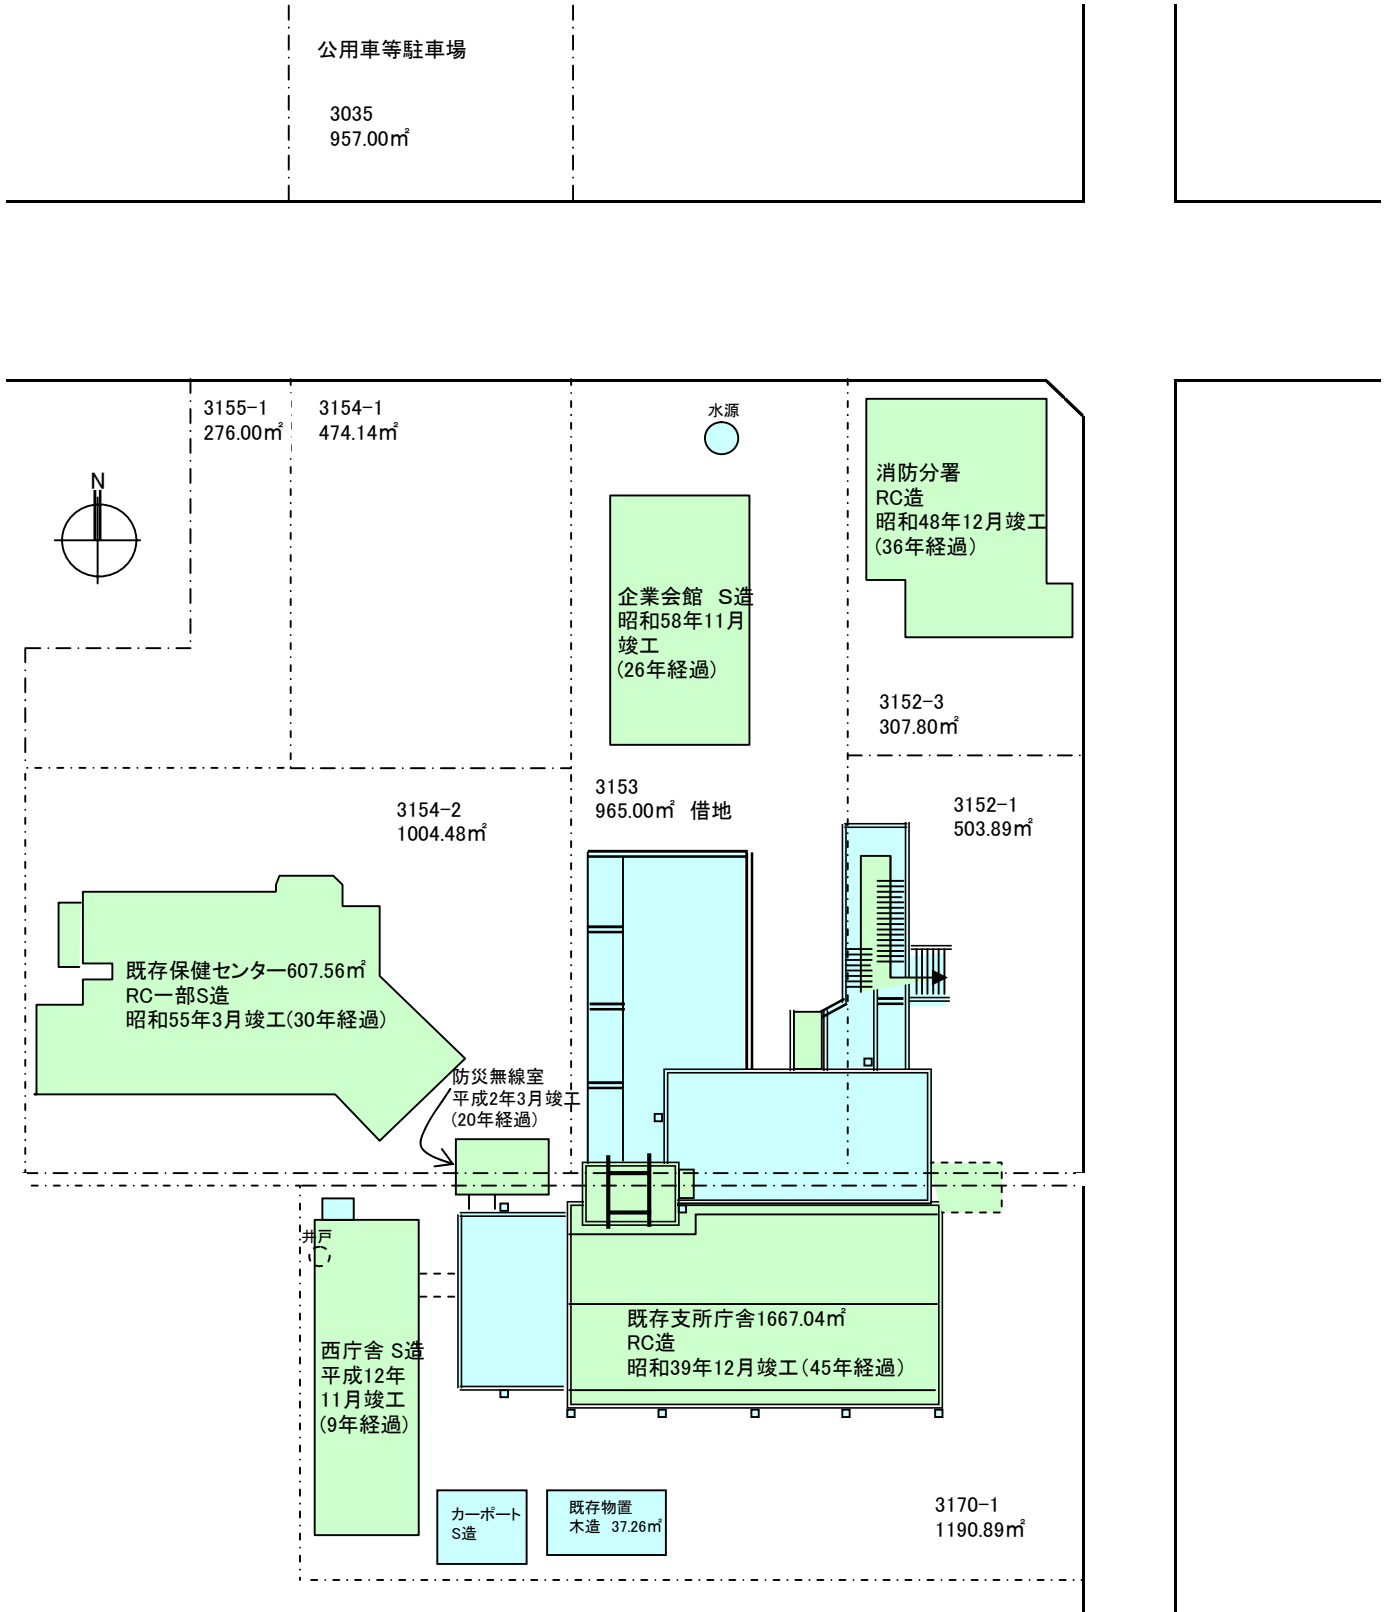 公用車等駐車場
3035
957.00㎡
3155-1
276.00㎡
3154-1
474.14㎡
水源
N
消防分署
RC造
昭和48年12月竣工
(36年経過)
企業会館 S造
昭和58年11月
竣工
(26年経過)
3152-3
307.80㎡
3153
965.00㎡ 借地
3154-2
1004.48㎡
3152-1
503.89㎡
既存保健センター607.56㎡
RC一部S造
昭和55年3月竣工(30年経過)
防災無線室
平成2年3月竣工
(20年経過)
井戸
西庁舎 S造
平成12年
11月竣工
(9年経過)
既存支所庁舎1667.04㎡
RC造
昭和39年12月竣工(45年経過)
カーポート
S造
既存物置
木造 37.26㎡
3170-1
1190.89㎡